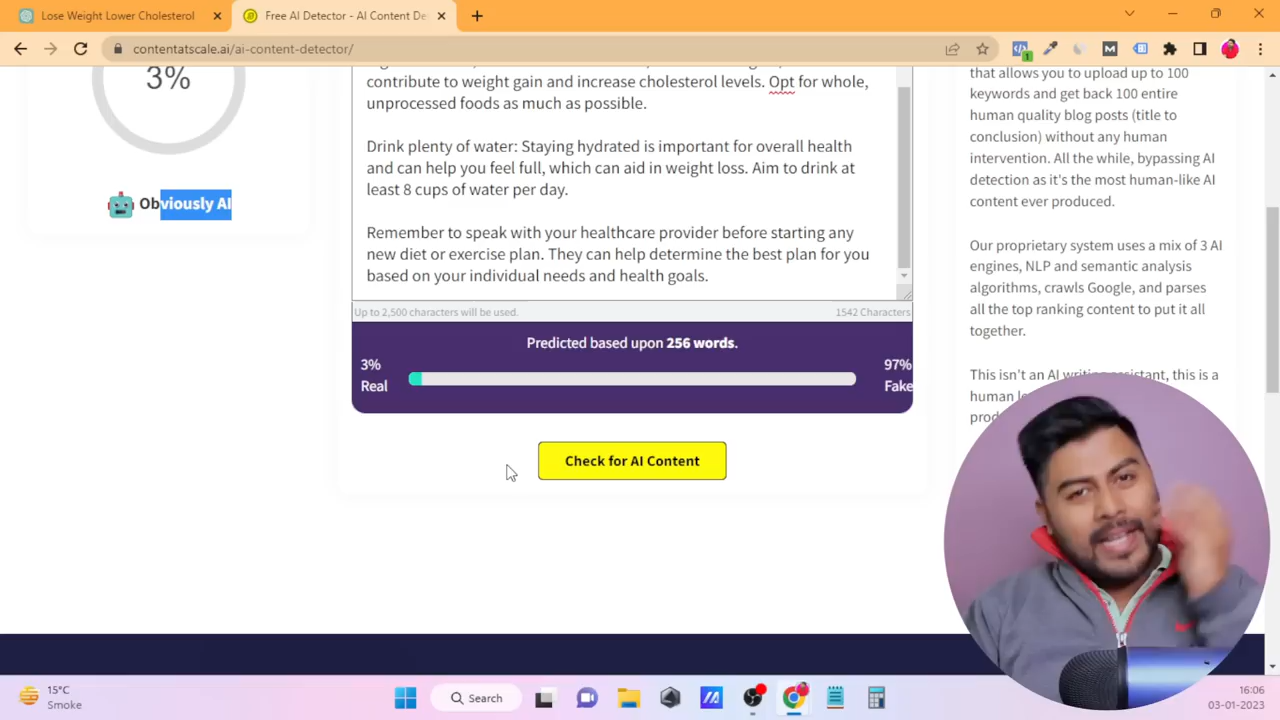 Lose Weight Lower Cholesterol
Free AI Detector - AI Content De
contentatscale.ai/ai-content-detector/
3%
Obviously AI
contribute to weight gain and increase cholesterol levels. Opt for whole,
unprocessed foods as much as possible.
Drink plenty of water: Staying hydrated is important for overall health
and can help you feel full, which can aid in weight loss. Aim to drink at
least 8 cups of water per day.
Remember to speak with your healthcare provider before starting any
new diet or exercise plan. They can help determine the best plan for you
based on your individual needs and health goals.
Up to 2,500 characters will be used.
1542 Characters
Predicted based upon 256 words.
3%
Real
97%
Fake
Check for AI Content
that allows you to upload up to 100
keywords and get back 100 entire
human quality blog posts (title to
conclusion) without any human
intervention. All the while, bypassing AI
detection as it's the most human-like AI
content ever produced.
Our proprietary system uses a mix of 3 AI
engines, NLP and semantic analysis
algorithms, crawls Google, and parses
all the top ranking content to put it all
together.
This isn't an AI writing assistant, this is a
human
15°C
Smoke
Search
16:06
03-01-2023